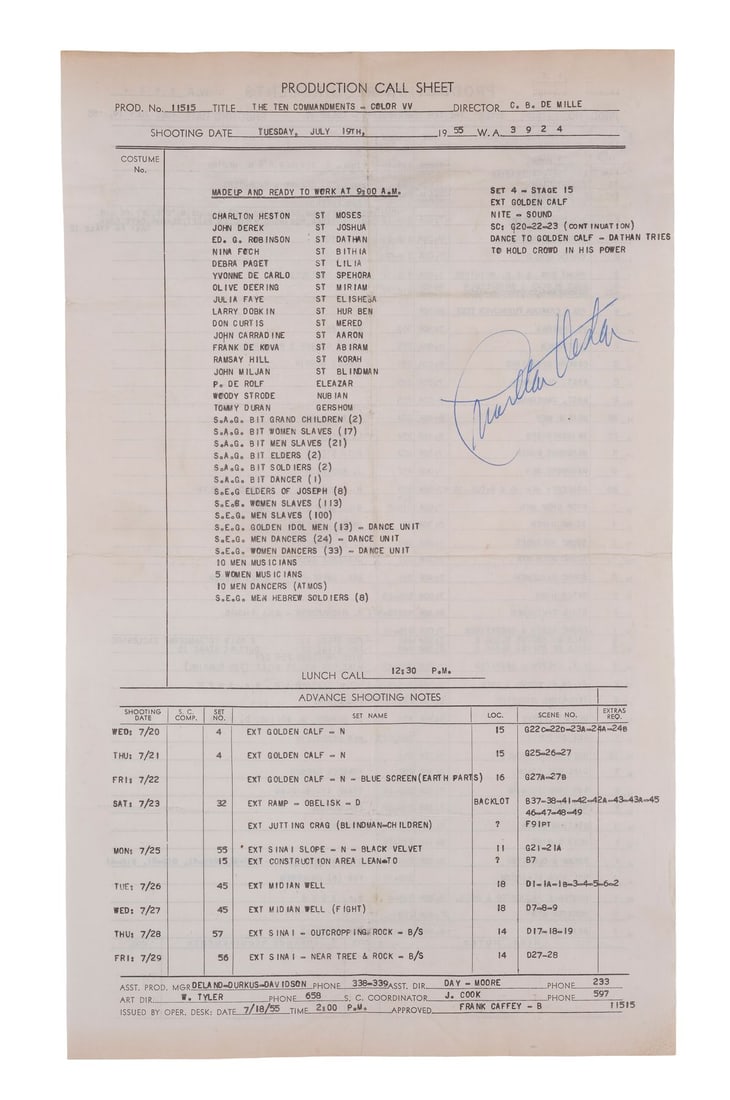 PRODUCTION CALL SHEET
PROD. No. 11515 TITLE THE TEN COMMANDMENTS - COLOR VV DIRECTOR C. B. DE MILLE
SHOOTING DATE TUESDAY, JULY 19TH, 19 55 W.A. 3 9 2 4
COSTUME No.
MADEUP AND READY TO WORK AT 9:00 A.M.
CHARLTON HESTON ST MOSES
JOHN DEREK ST JOSHUA
ED. G. ROBINSON ST DATHAN
NINA FOCH ST BITHIA
DEBRA PAGET ST LILIA
YVONNE DE CARLO ST SPEHORA
OLIVE DEERING ST MIRIAM
JULIA FAYE ST ELISHEBA
LARRY DOBKIN ST HUR BEN
DON CURTIS ST MERED
JOHN CARRADINE ST AARON
FRANK DE KOVA ST ABIRAM
RAMSAY HILL ST KORAH
JOHN MILJAN ST BLINDMAN
P. DE ROLF ELEAZAR
WOODY STRODE NUBIAN
TOMMY DURAN GERSHOM
S.A.G. BIT GRAND CHILDREN (2)
S.A.G. BIT WOMEN SLAVES (17)
S.A.G. BIT MEN SLAVES (21)
S.A.G. BIT ELDERS (2)
S.A.G. BIT SOLDIERS (2)
S.A.G. BIT DANCER (1)
S.E.G ELDERS OF JOSEPH (8)
S.E.G. WOMEN SLAVES (113)
S.E.G. MEN SLAVES (100)
S.E.G. GOLDEN IDOL MEN (13) - DANCE UNIT
S.E.G. MEN DANCERS (24) - DANCE UNIT
S.E.G. WOMEN DANCERS (33) - DANCE UNIT
10 MEN MUSICIANS
5 WOMEN MUSICIANS
10 MEN DANCERS (ATMOS)
S.E.G. MEN HEBREW SOLDIERS (8)
SET 4 - STAGE 15
EXT GOLDEN CALF
NITE - SOUND
SC: G20-22-23 (CONTINUATION)
DANCE TO GOLDEN CALF - DATHAN TRIES
TO HOLD CROWD IN HIS POWER
Charlton Heston
LUNCH CALL 12:30 P.M.
ADVANCE SHOOTING NOTES
SHOOTING DATE S. C. COMP. SET NO. SET NAME LOC. SCENE NO. EXTRAS REQ.
WED: 7/20 4 EXT GOLDEN CALF - N 15 G22C-22D-23A-24A-24B
THU: 7/21 4 EXT GOLDEN CALF - N 15 G25-26-27
FRI: 7/22 EXT GOLDEN CALF - N - BLUE SCREEN(EARTH PARTS) 16 G27A-27B
SAT: 7/23 32 EXT RAMP - OBELISK - D BACKLOT B37-38-41-42-42A-43-43A-45
46-47-48-49
EXT JUTTING CRAG (BLINDMAN-CHILDREN) ? F91PT
MON: 7/25 55 * EXT SINAI SLOPE - N - BLACK VELVET 11 G21-21A
15 EXT CONSTRUCTION AREA LEAN-TO ? B7
TUE: 7/26 45 EXT MIDIAN WELL 18 D1-1A-1B-3-4-5-6-2
WED: 7/27 45 EXT MIDIAN WELL (FIGHT) 18 D7-8-9
THU: 7/28 57 EXT SINAI - OUTCROPPING ROCK - B/S 14 D17-18-19
FRI: 7/29 56 EXT SINAI - NEAR TREE & ROCK - B/S 14 D27-28
ASST. PROD. MGR DELAND-DURKUS-DAVIDSON PHONE 338-339 ASST. DIR. DAY - MOORE PHONE 233
ART DIR. W. TYLER PHONE 658 S. C. COORDINATOR J. COOK PHONE 597
ISSUED BY OPER. DESK: DATE 7/18/55 TIME 2:00 P.M. APPROVED FRANK CAFFEY - B 11515